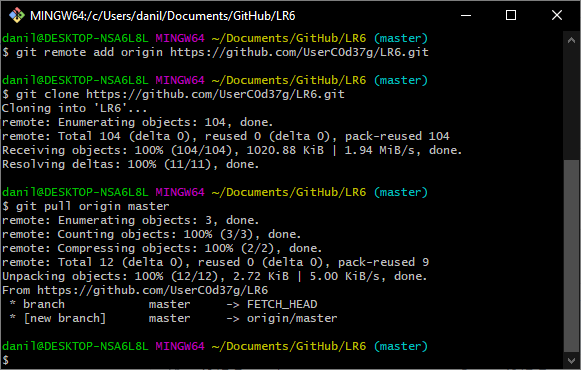 MINGW64:/c/Users/danil/Documents/GitHub/LR6
danil@DESKTOP-NSA6L8L MINGW64 ~/Documents/GitHub/LR6 (master)
$ git remote add origin https://github.com/UserC0d37g/LR6.git
danil@DESKTOP-NSA6L8L MINGW64 ~/Documents/GitHub/LR6 (master)
$ git clone https://github.com/UserC0d37g/LR6.git
Cloning into 'LR6'...
remote: Enumerating objects: 104, done.
remote: Total 104 (delta 0), reused 0 (delta 0), pack-reused 104
Receiving objects: 100% (104/104), 1020.88 KiB | 1.94 MiB/s, done.
Resolving deltas: 100% (11/11), done.
danil@DESKTOP-NSA6L8L MINGW64 ~/Documents/GitHub/LR6 (master)
$ git pull origin master
remote: Enumerating objects: 3, done.
remote: Counting objects: 100% (3/3), done.
remote: Compressing objects: 100% (2/2), done.
remote: Total 12 (delta 0), reused 0 (delta 0), pack-reused 9
Unpacking objects: 100% (12/12), 2.72 KiB | 5.00 KiB/s, done.
From https://github.com/UserC0d37g/LR6
 * branch            master     -> FETCH_HEAD
 * [new branch]      master     -> origin/master
danil@DESKTOP-NSA6L8L MINGW64 ~/Documents/GitHub/LR6 (master)
$